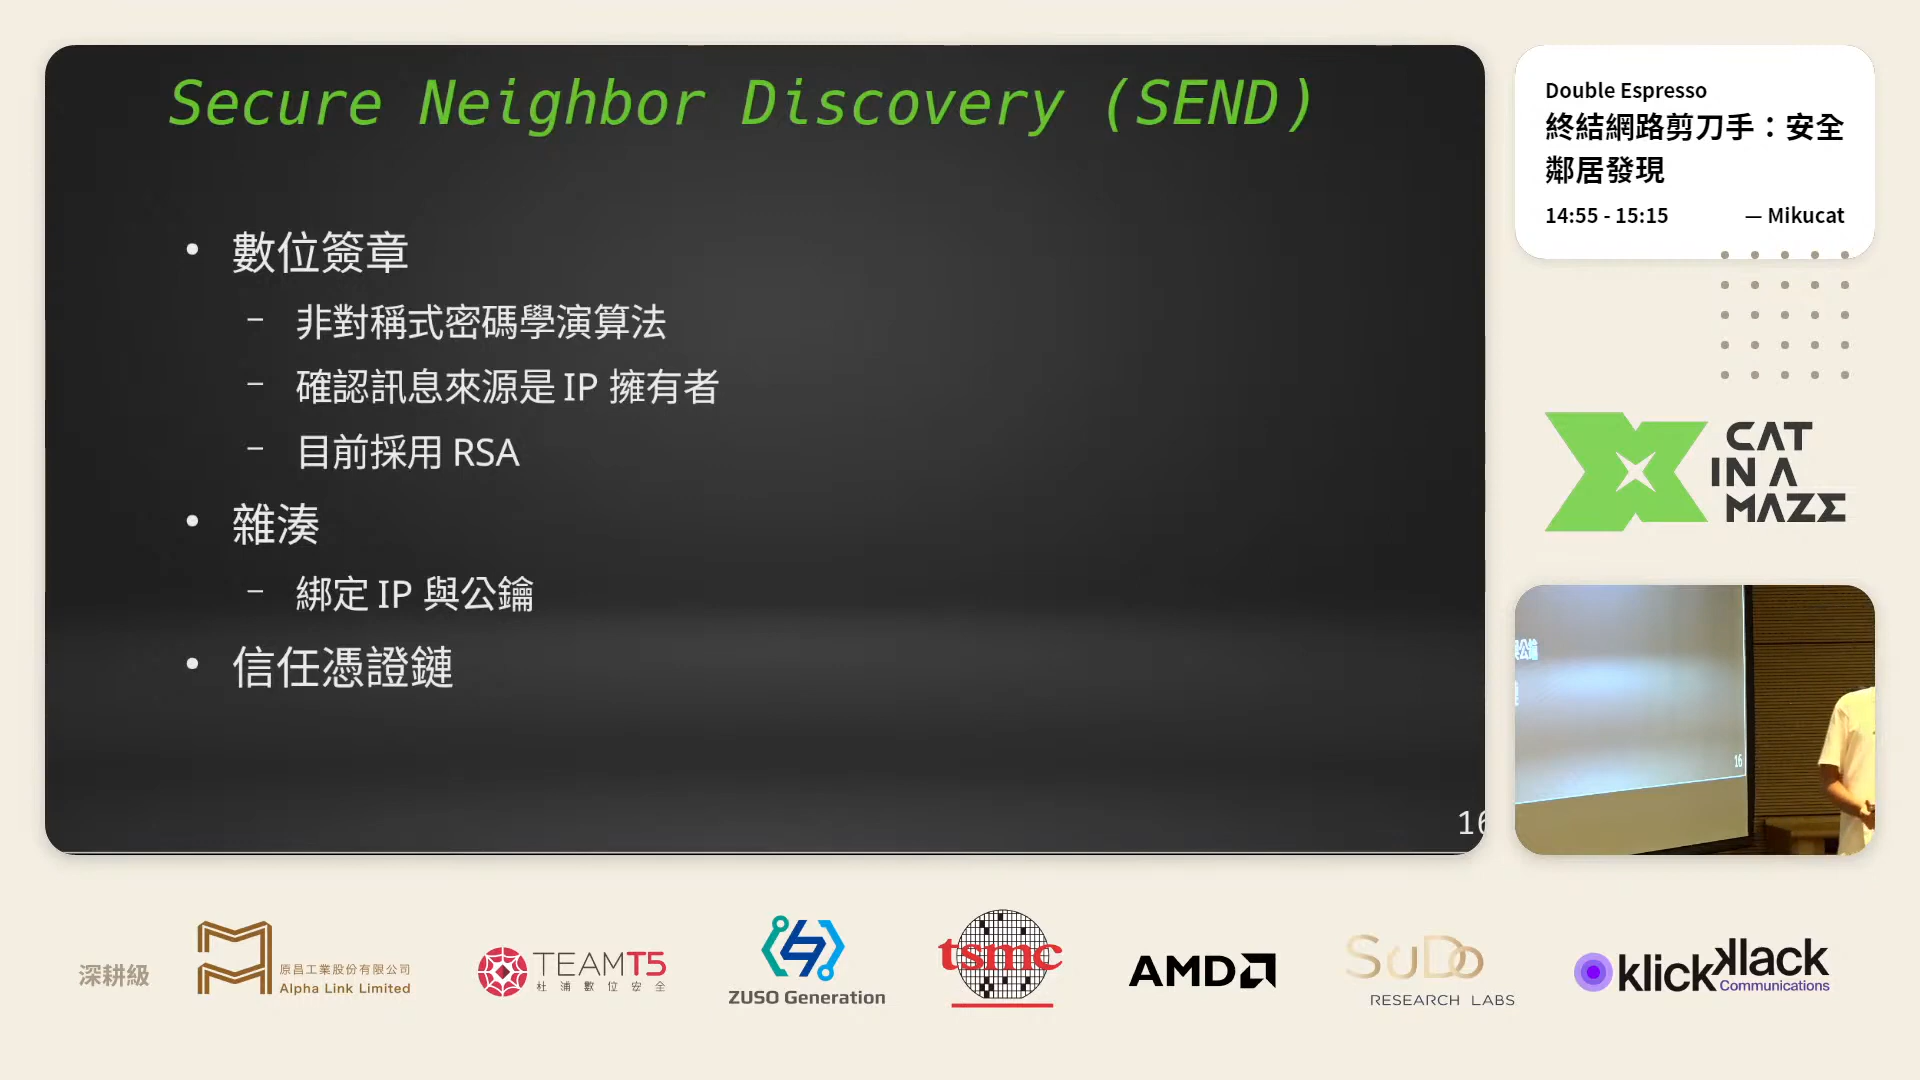 Secure Neighbor Discovery (SEND)
• 數位簽章
– 非對稱式密碼學演算法
– 確認訊息來源是 IP 擁有者
– 目前採用 RSA
• 雜湊
– 綁定 IP 與公鑰
• 信任憑證鏈
16
Double Espresso
終結網路剪刀手：安全
鄰居發現
14:55 - 15:15 — Mikucat
CAT
IN A
MAZE
公鑰
16
深耕級
原昌工業股份有限公司
Alpha Link Limited
TEAMT5
杜浦數位安全
ZUSO Generation
tsmc
AMD
SuDo
RESEARCH LABS
klickklack
Communications